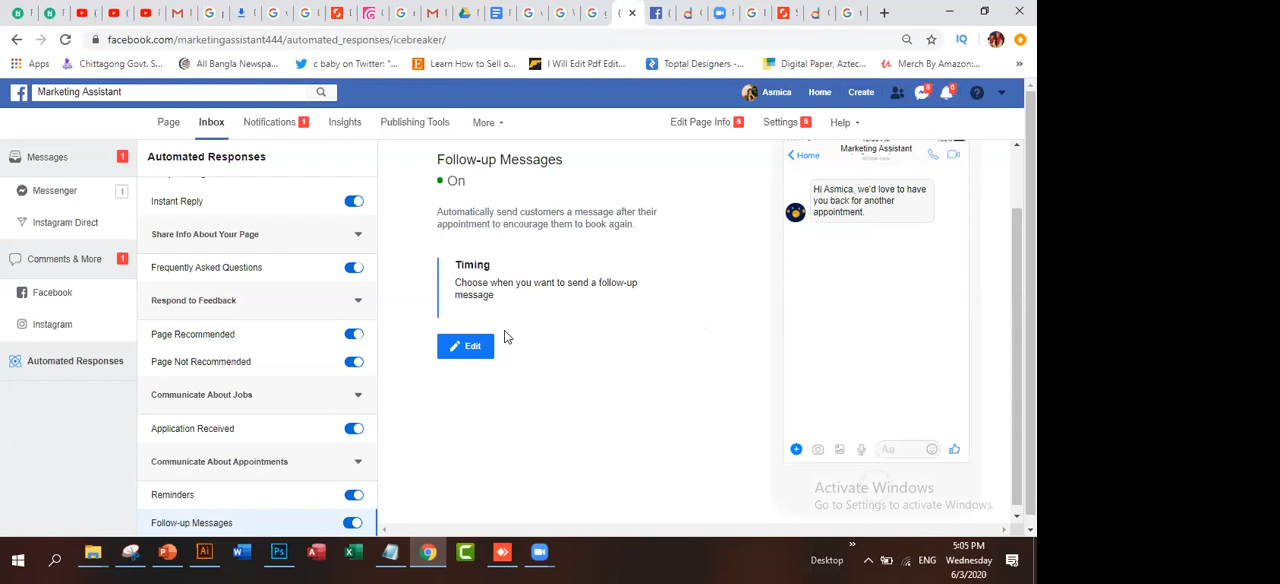 facebook.com/marketingassistant444/automated_responses/icebreaker/
Apps
Chittagong Govt. S...
All Bangla Newspa...
c baby on Twitter: "...
Learn How to Sell o...
I Will Edit Pdf Edit...
Toptal Designers -...
Digital Paper, Aztec...
Merch By Amazon:...
Marketing Assistant
Asmica
Home
Create
8
6
Page
Inbox
Notifications 1
Insights
Publishing Tools
More
Edit Page Info 5
Settings 5
Help
Messages 1
Messenger 1
Instagram Direct
Comments & More 1
Facebook
Instagram
Automated Responses
Automated Responses
Instant Reply
Share Info About Your Page
Frequently Asked Questions
Respond to Feedback
Page Recommended
Page Not Recommended
Communicate About Jobs
Application Received
Communicate About Appointments
Reminders
Follow-up Messages
Follow-up Messages
On
Automatically send customers a message after their
appointment to encourage them to book again.
Timing
Choose when you want to send a follow-up
message
Edit
Home
Marketing Assistant
Hi Asmica, we'd love to have
you back for another
appointment.
Aa
Activate Windows
Go to Settings to activate Windows.
Desktop
ENG
5:05 PM
Wednesday
6/3/2020